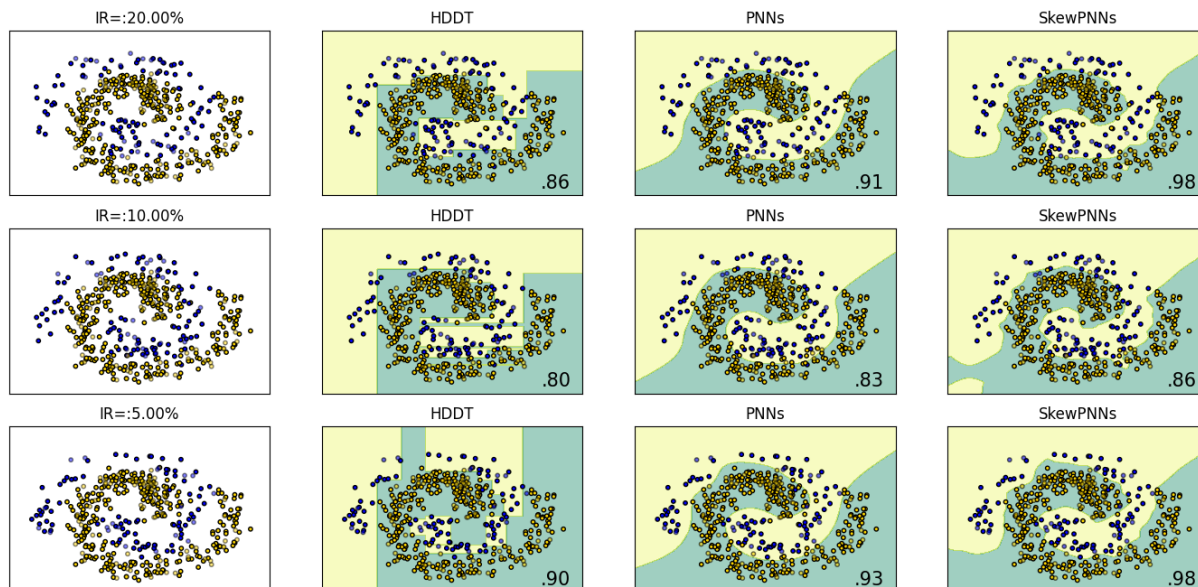 IR=:20.00% HDDT PNNs SkewPNNs
.86 .91 .98
IR=:10.00% HDDT PNNs SkewPNNs
.80 .83 .86
IR=:5.00% HDDT PNNs SkewPNNs
.90 .93 .99